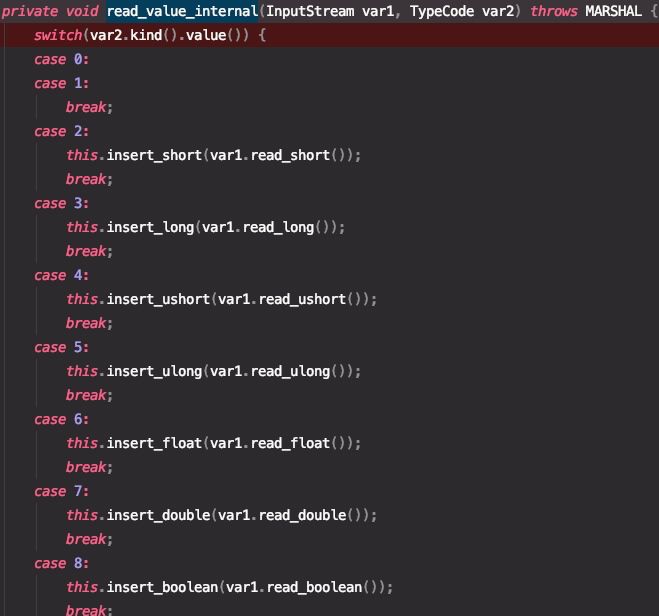 private void read_value_internal(InputStream var1, TypeCode var2) throws MARSHAL {
    switch(var2.kind().value()) {
    case 0:
    case 1:
        break;
    case 2:
        this.insert_short(var1.read_short());
        break;
    case 3:
        this.insert_long(var1.read_long());
        break;
    case 4:
        this.insert_ushort(var1.read_ushort());
        break;
    case 5:
        this.insert_ulong(var1.read_ulong());
        break;
    case 6:
        this.insert_float(var1.read_float());
        break;
    case 7:
        this.insert_double(var1.read_double());
        break;
    case 8:
        this.insert_boolean(var1.read_boolean());
        break;